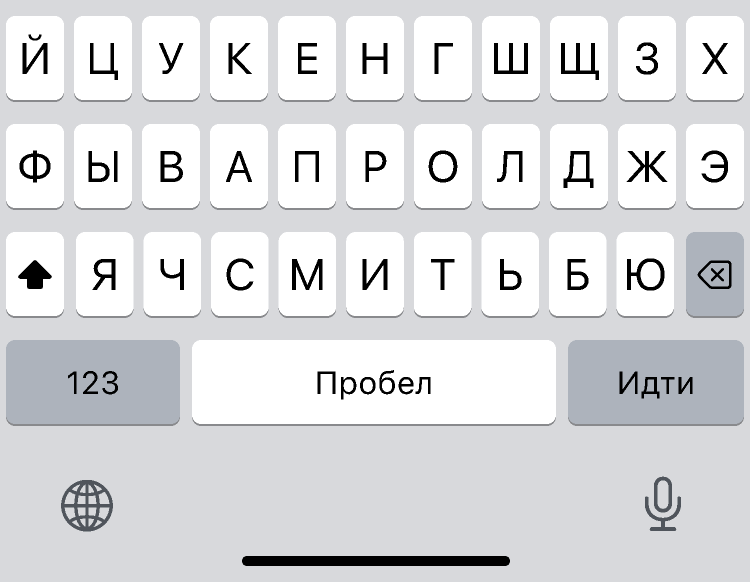 Й Ц У К Е Н Г Ш Щ З Х
Ф Ы В А П Р О Л Д Ж Э
Я Ч С М И Т Ь Б Ю
123 Пробел Идти